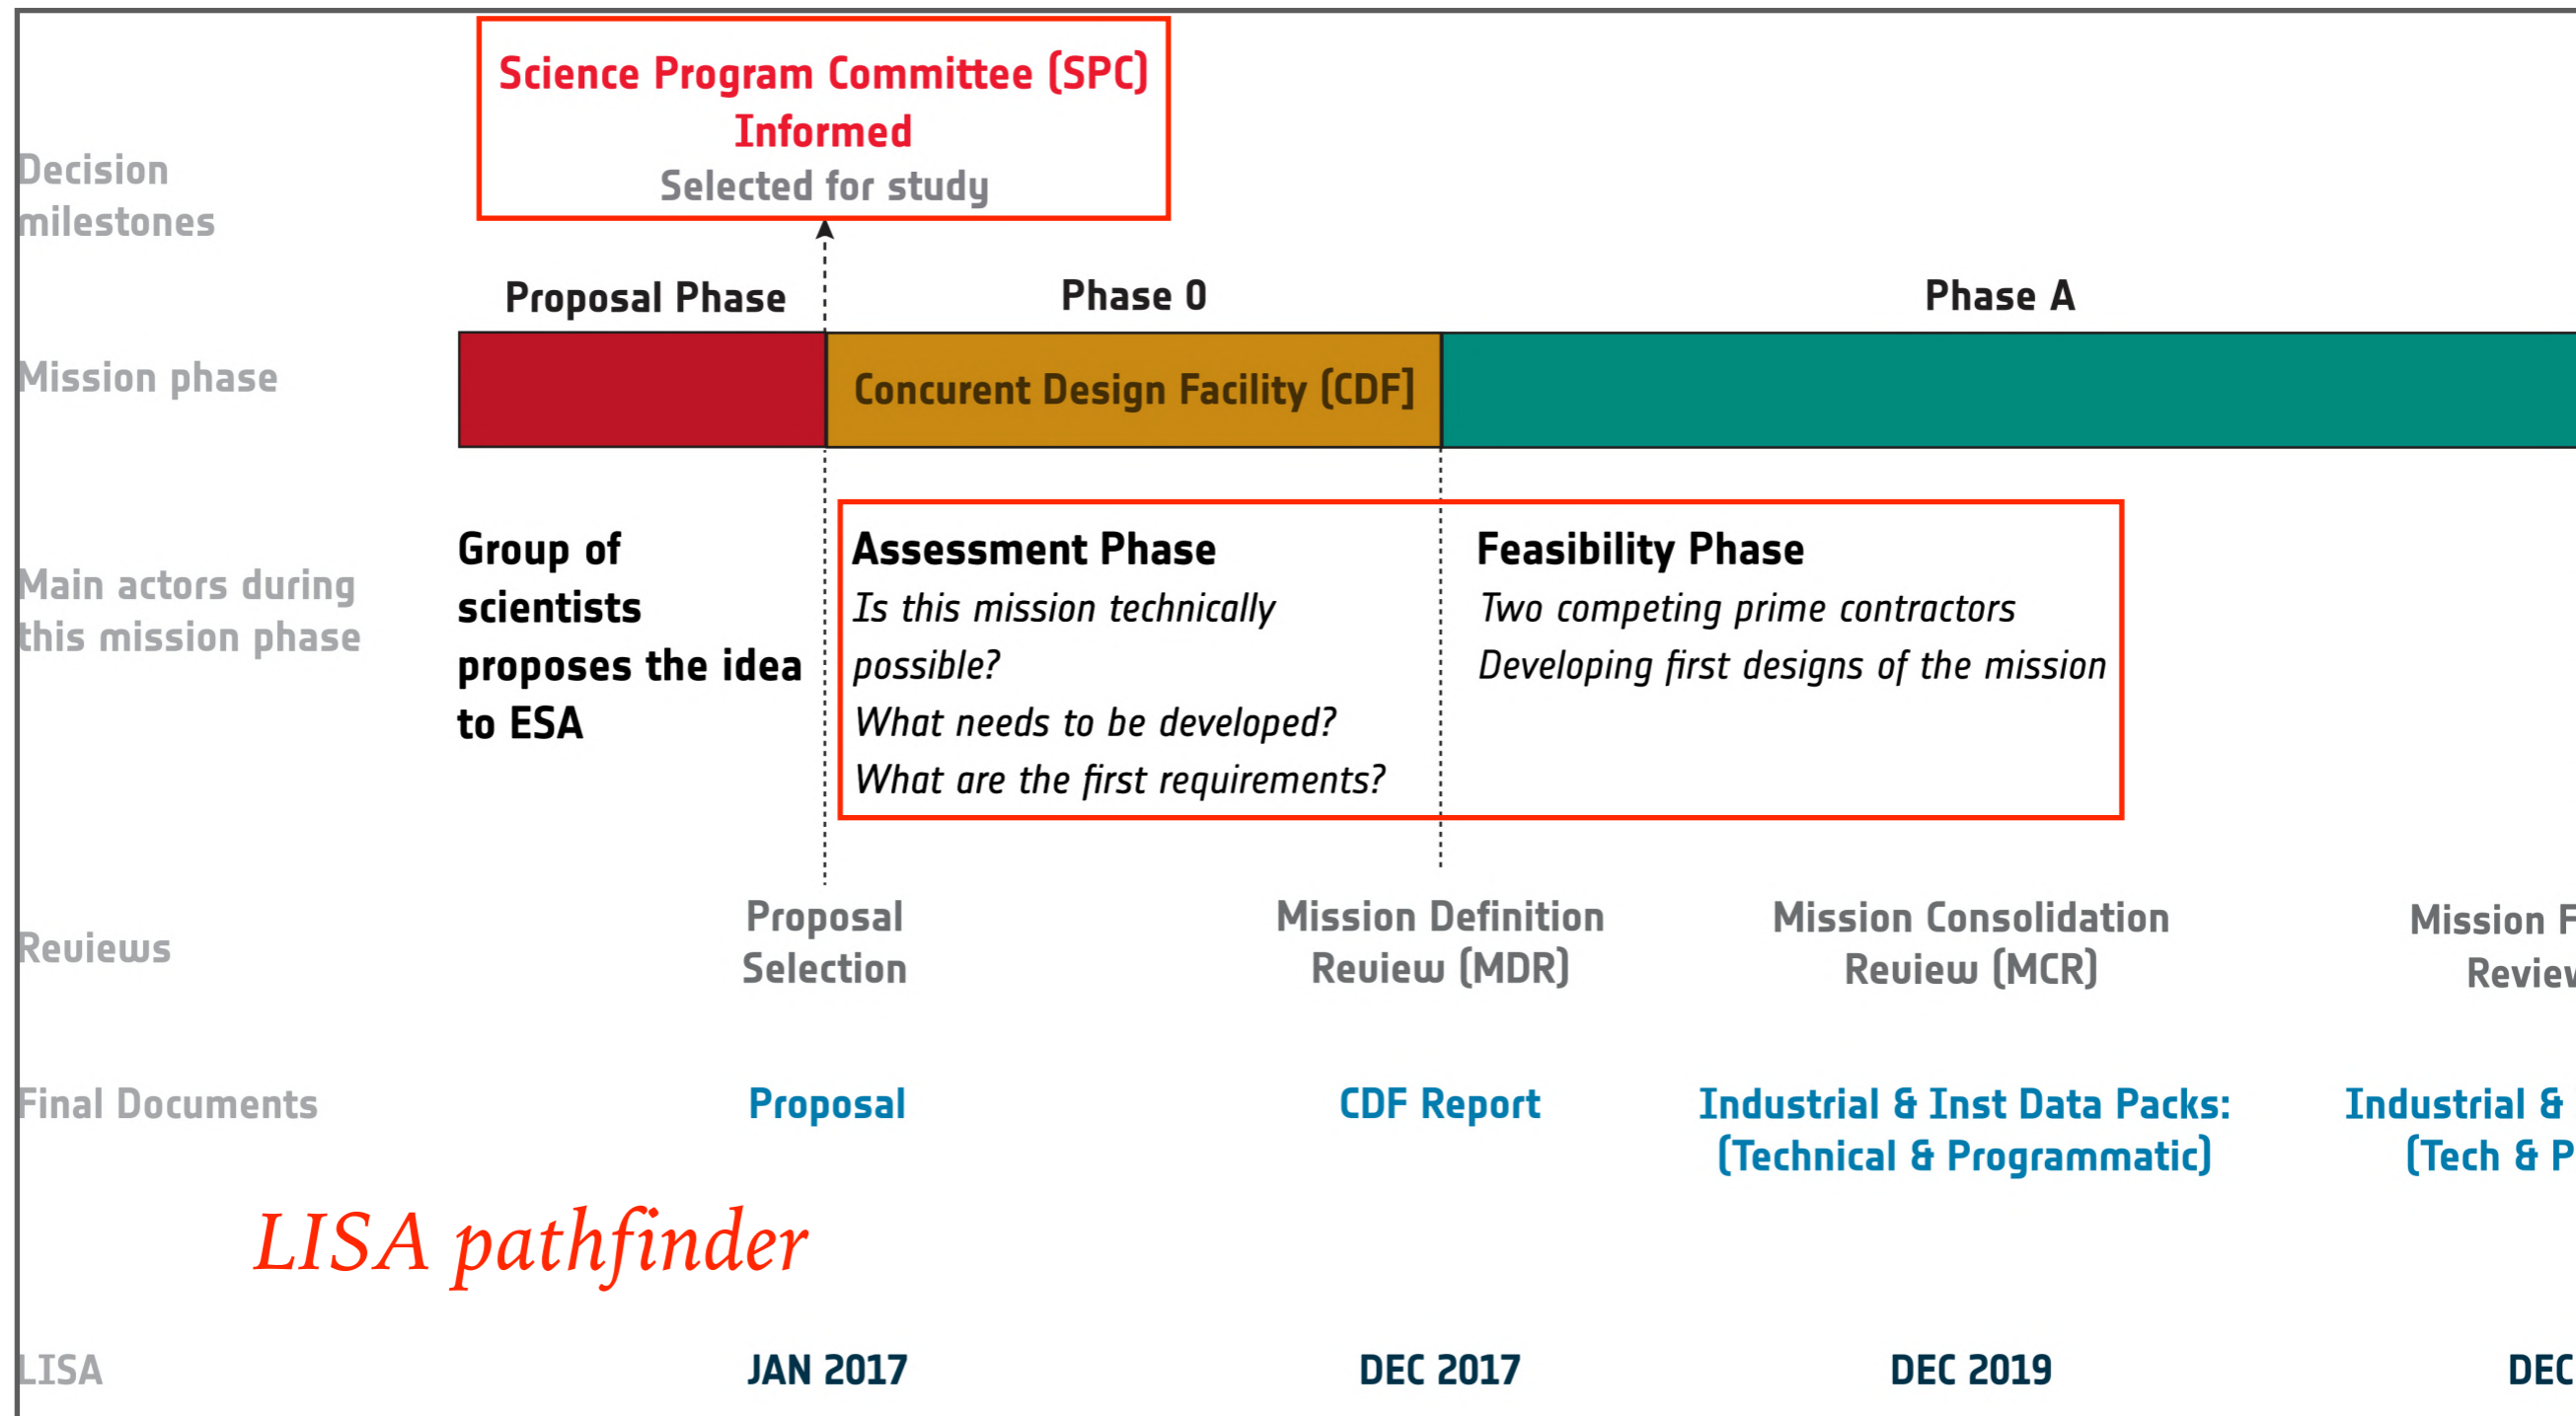 Science Program Committee (SPC)
Informed
Selected for study
Decision
milestones
Proposal Phase
Phase 0
Phase A
Mission phase
Concurent Design Facility (CDF]
Main actors during
this mission phase
Group of
scientists
proposes the idea
to ESA
Assessment Phase
Is this mission technically
possible?
What needs to be developed?
What are the first requirements?
Feasibility Phase
Two competing prime contractors
Developing first designs of the mission
Reviews
Proposal
Selection
Mission Definition
Review (MDR)
Mission Consolidation
Review (MCR)
Mission
Final Documents
Proposal
CDF Report
Industrial & Inst Data Packs:
(Technical & Programmatic)
Industrial &
(Tech &
LISA pathfinder
LISA
JAN 2017
DEC 2017
DEC 2019
DEC